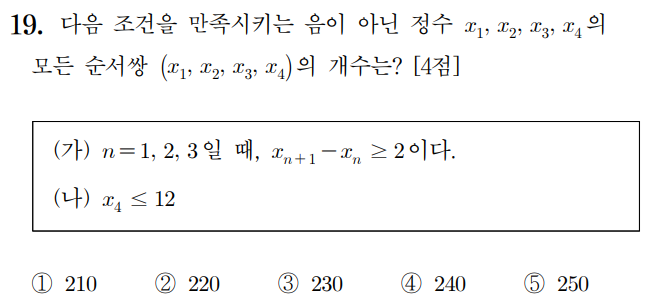 19. 다음 조건을 만족시키는 음이 아닌 정수 x₁, x₂, x₃, x₄의
모든 순서쌍 (x₁, x₂, x₃, x₄)의 개수는? [4점]
(가) n=1, 2, 3일 때, xₙ₊₁−xₙ ≥ 2이다.
(나) x₄ ≤ 12
① 210 ② 220 ③ 230 ④ 240 ⑤ 250